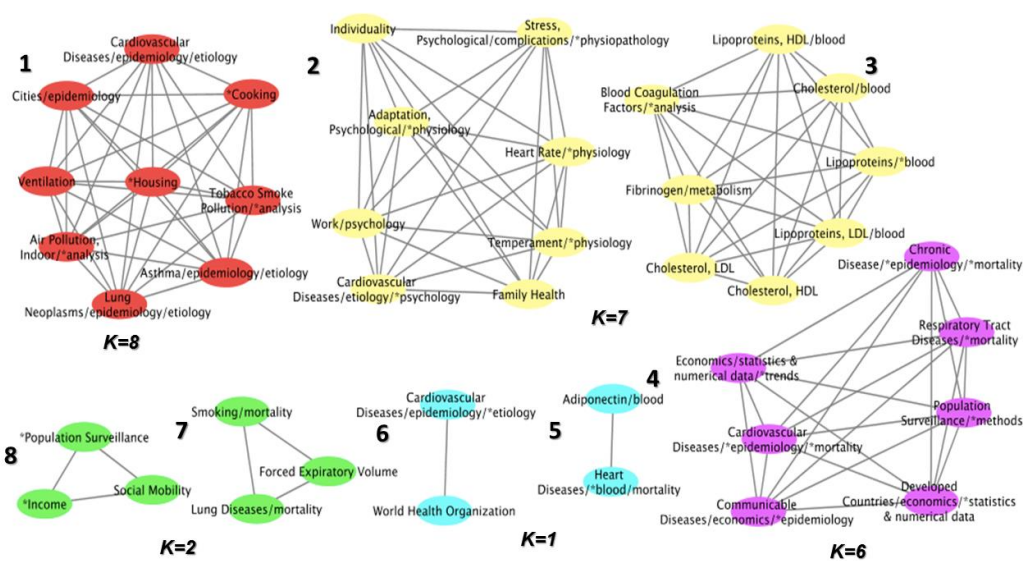 1
Cardiovascular
Diseases/epidemiology/etiology
Cities/epidemiology
*Cooking
Ventilation
*Housing
Tobacco Smoke
Pollution/*analysis
Air Pollution,
Indoor/*analysis
Asthma/epidemiology/etiology
Lung
Neoplasms/epidemiology/etiology
K=8
2
Individuality
Stress,
Psychological/complications/*physiopathology
Adaptation,
Psychological/*physiology
Heart Rate/*physiology
Work/psychology
Temperament/*physiology
Cardiovascular
Diseases/etiology/*psychology
Family Health
K=7
3
Lipoproteins, HDL/blood
Blood Coagulation
Factors/*analysis
Cholesterol/blood
Lipoproteins/*blood
Fibrinogen/metabolism
Lipoproteins, LDL/blood
Cholesterol, LDL
Cholesterol, HDL
4
Chronic
Disease/*epidemiology/*mortality
Respiratory Tract
Diseases/*mortality
Economics/statistics &
numerical data/*trends
Population
Surveillance/*methods
Cardiovascular
Diseases/*epidemiology/*mortality
Developed
Countries/economics/*statistics
& numerical data
Communicable
Diseases/economics/*epidemiology
K=6
8
*Population Surveillance
*Income
Social Mobility
7
Smoking/mortality
Forced Expiratory Volume
Lung Diseases/mortality
K=2
6
Cardiovascular
Diseases/epidemiology/*etiology
World Health Organization
5
Adiponectin/blood
Heart
Diseases/*blood/mortality
K=1